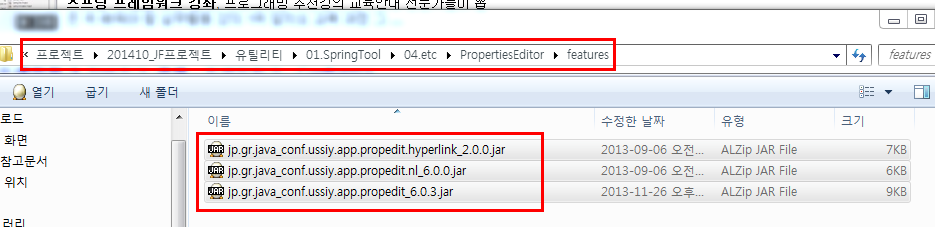 스프링 프레임워크 강좌, 프로그래밍 추천강의 교육안내 전문가들이 뽑
« 프로젝트 ▸ 201410_JF프로젝트 ▸ 유틸리티 ▸ 01.SpringTool ▸ 04.etc ▸ PropertiesEditor ▸ features
features
열기 굽기 새 폴더
로드
화면
참고문서
위치
러리
이름 수정한 날짜 유형 크기
jp.gr.java_conf.ussiy.app.propedit.hyperlink_2.0.0.jar 2013-09-06 오전... ALZip JAR File 7KB
jp.gr.java_conf.ussiy.app.propedit.nl_6.0.0.jar 2013-09-06 오전... ALZip JAR File 6KB
jp.gr.java_conf.ussiy.app.propedit_6.0.3.jar 2013-11-26 오후... ALZip JAR File 9KB